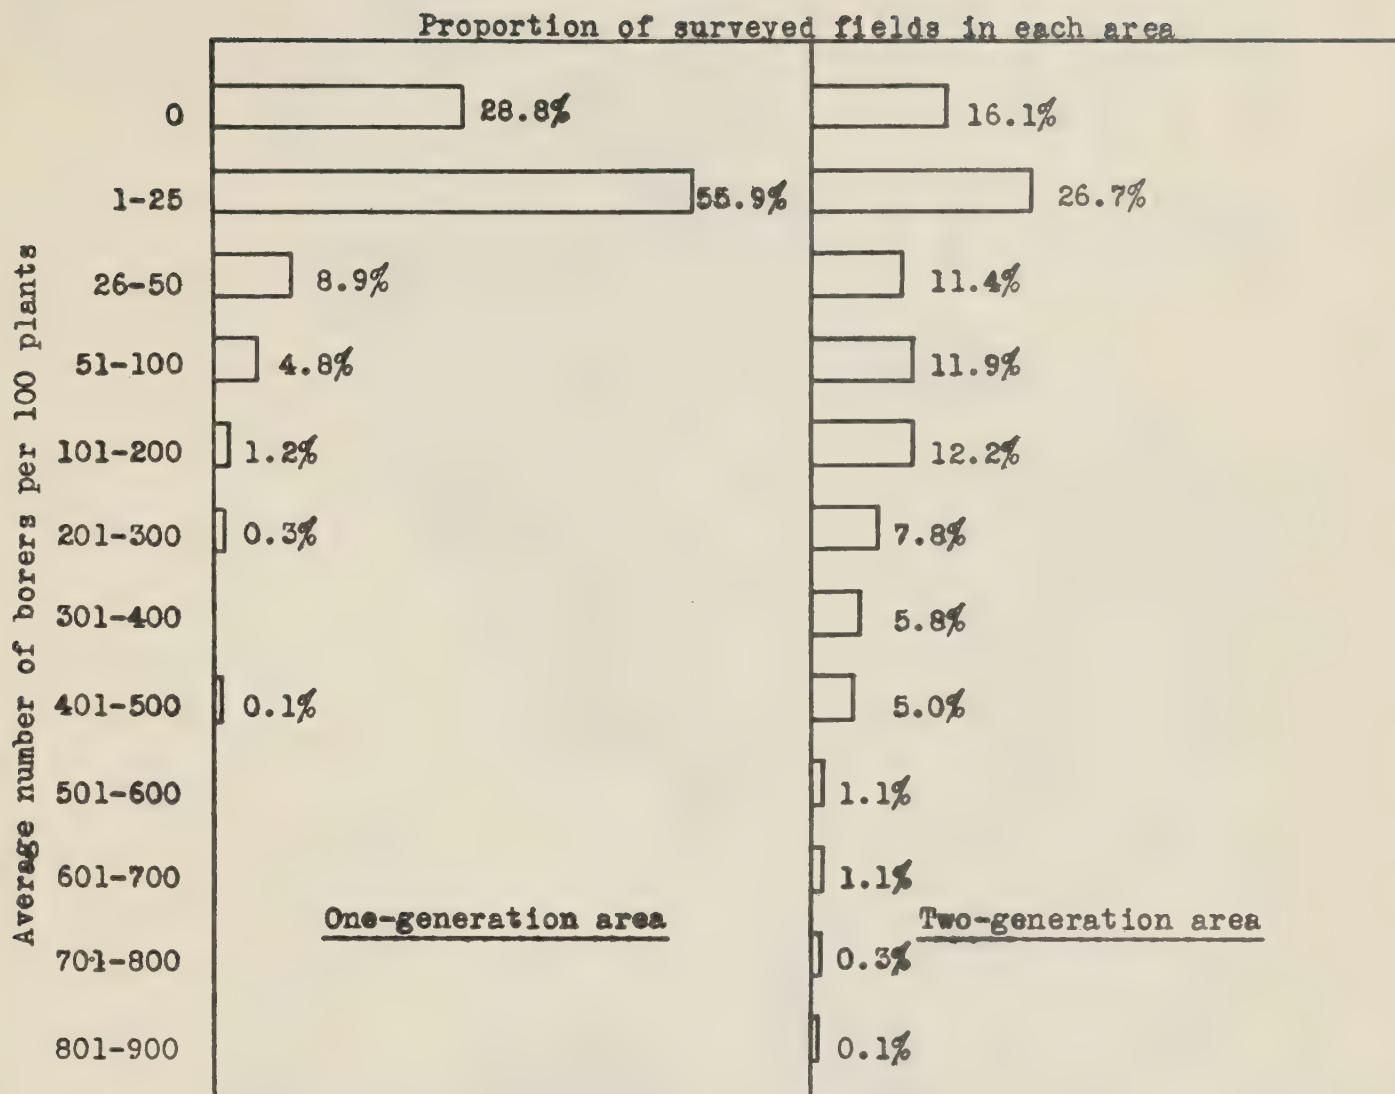 Proportion of surveyed fields in each area
Average number of borers per 100 plants
0 28.8% 16.1%
1-25 55.9% 26.7%
26-50 8.9% 11.4%
51-100 4.8% 11.9%
101-200 1.2% 12.2%
201-300 0.3% 7.8%
301-400 5.8%
401-500 0.1% 5.0%
501-600 1.1%
601-700 1.1%
One-generation area Two-generation area
701-800 0.3%
801-900 0.1%